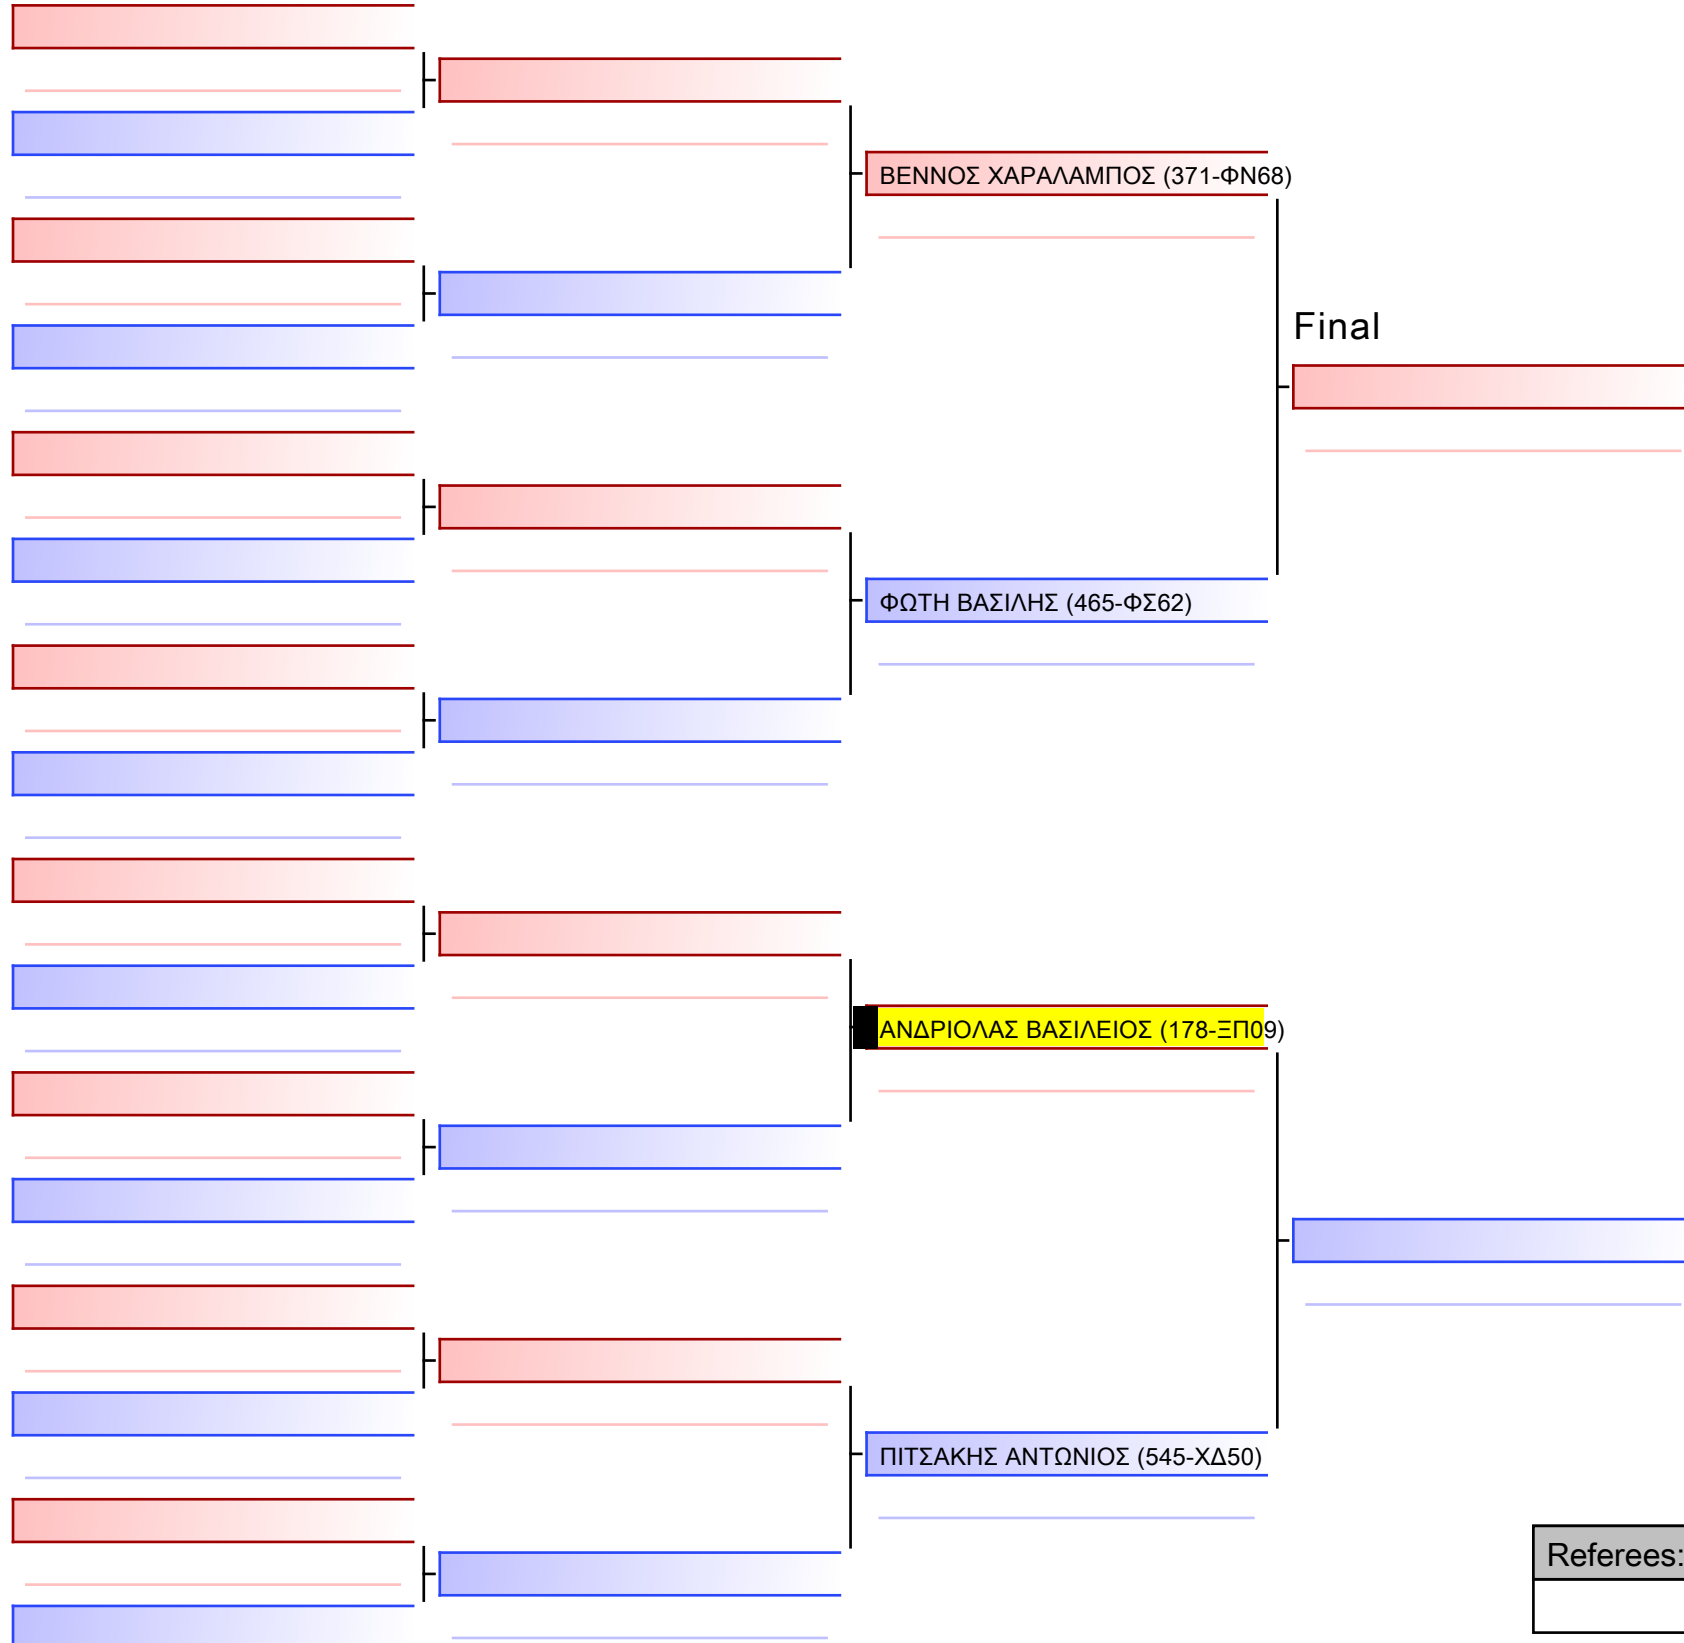 ΒΕΝΝΟΣ ΧΑΡΑΛΑΜΠΟΣ (371-ΦΝ68)
Final
ΦΩΤΗ ΒΑΣΙΛΗΣ (465-ΦΣ62)
ΑΝΔΡΙΟΛΑΣ ΒΑΣΙΛΕΙΟΣ (178-ΞΠ09)
ΠΙΤΣΑΚΗΣ ΑΝΤΩΝΙΟΣ (545-ΧΔ50)
Referees: